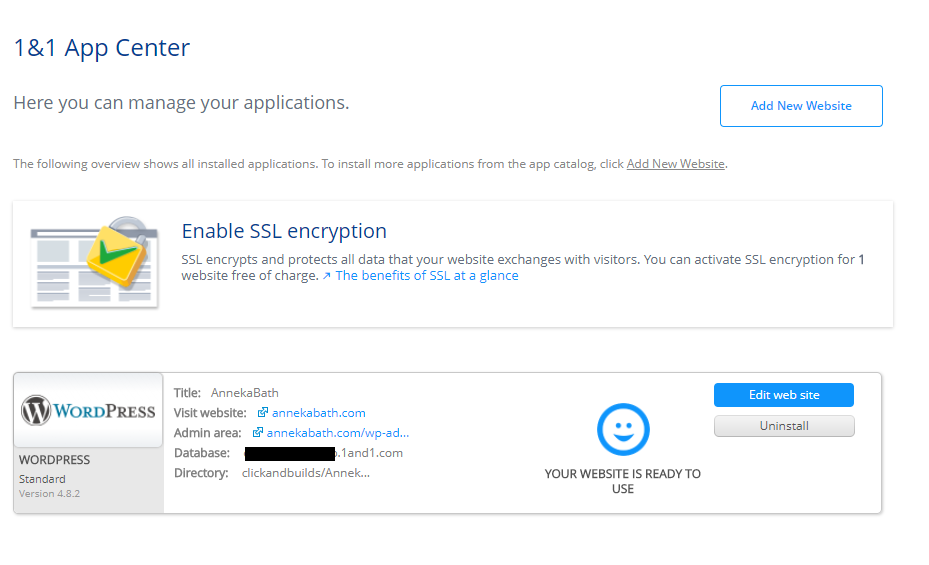 1&1 App Center
Here you can manage your applications.
Add New Website
The following overview shows all installed applications. To install more applications from the app catalog, click Add New Website.
Enable SSL encryption
SSL encrypts and protects all data that your website exchanges with visitors. You can activate SSL encryption for 1
website free of charge. ↗ The benefits of SSL at a glance
WORDPRESS
WORDPRESS
Standard
Version 4.8.2
Title: AnnekaBath
Visit website: annekabath.com
Admin area: annekabath.com/wp-ad...
Database: .1and1.com
Directory: clickandbuilds/Annek...
YOUR WEBSITE IS READY TO
USE
Edit web site
Uninstall